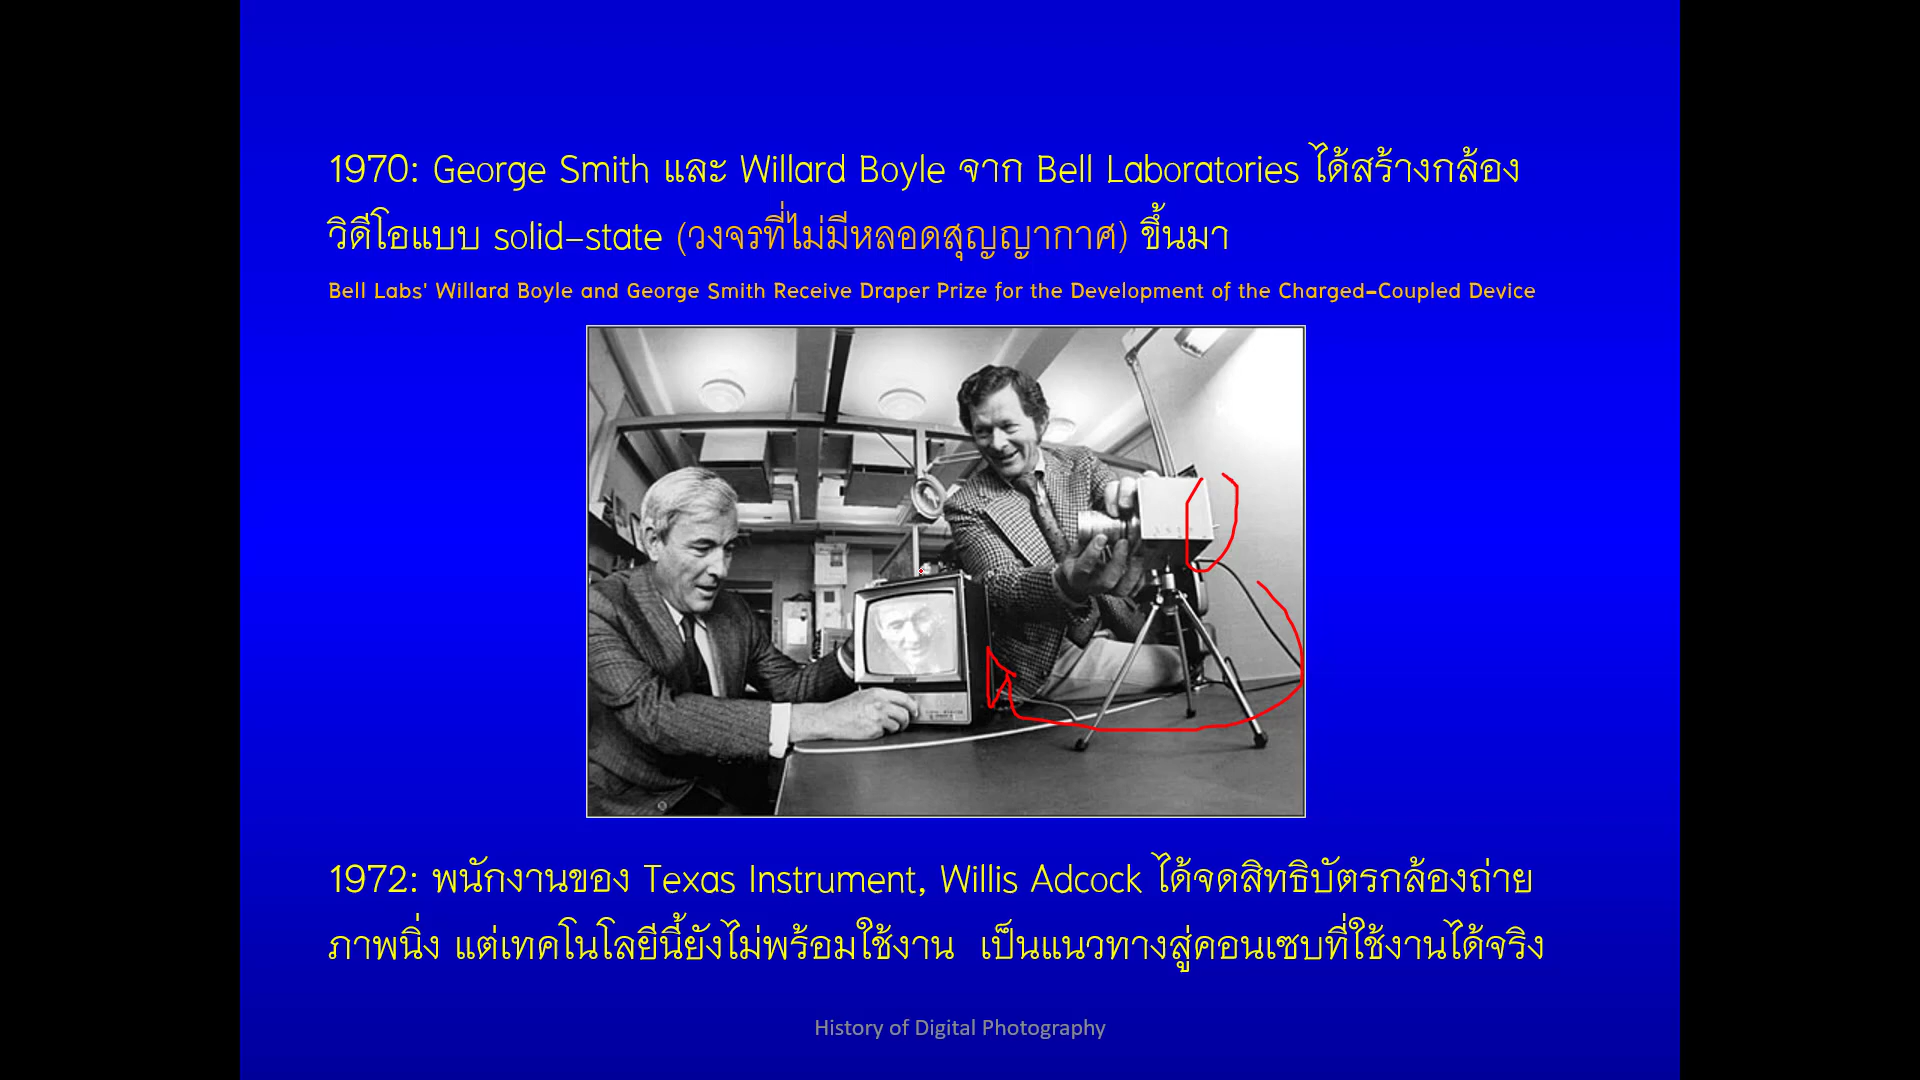 1970: George Smith และ Willard Boyle จาก Bell Laboratories ได้สร้างกล้อง
วิดีโอแบบ solid-state (วงจรที่ไม่มีหลอดสุญญากาศ) ขึ้นมา
Bell Labs' Willard Boyle and George Smith Receive Draper Prize for the Development of the Charged-Coupled Device
1972: พนักงานของ Texas Instrument, Willis Adcock ได้จดสิทธิบัตรกล้องถ่าย
ภาพนิ่ง แต่เทคโนโลยีนี้ยังไม่พร้อมใช้งาน เป็นแนวทางสู่คอนเซบที่ใช้งานได้จริง
History of Digital Photography